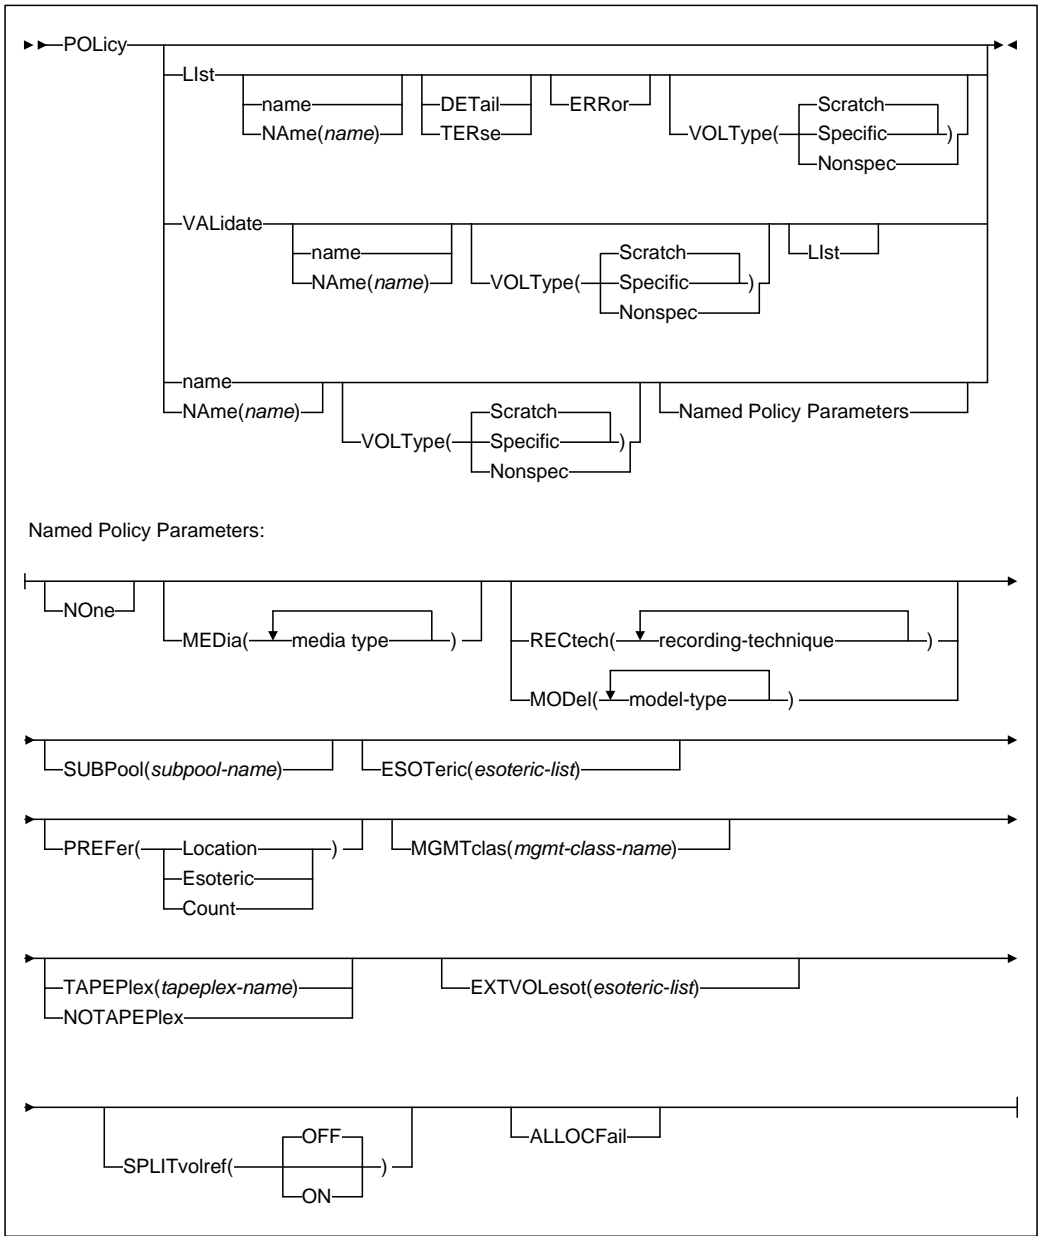 POLicy
LIst
name
NAme(name)
DETail
TERse
ERRor
VOLType(
Scratch
Specific
)
Nonspec
VALidate
name
NAme(name)
VOLType(
Scratch
Specific
)
Nonspec
LIst
name
NAme(name)
VOLType(
Scratch
Specific
)
Nonspec
Named Policy Parameters
Named Policy Parameters:
NOne
MEDia(
media type
)
RECtech(
recording-technique
)
MODel(
model-type
)
SUBPool(subpool-name)
ESOTeric(esoteric-list)
PREFer(
Location
)
Esoteric
Count
MGMTclas(mgmt-class-name)
TAPEPlex(tapeplex-name)
NOTAPEPlex
EXTVOLesot(esoteric-list)
SPLITvolref(
OFF
ON
)
ALLOCFail